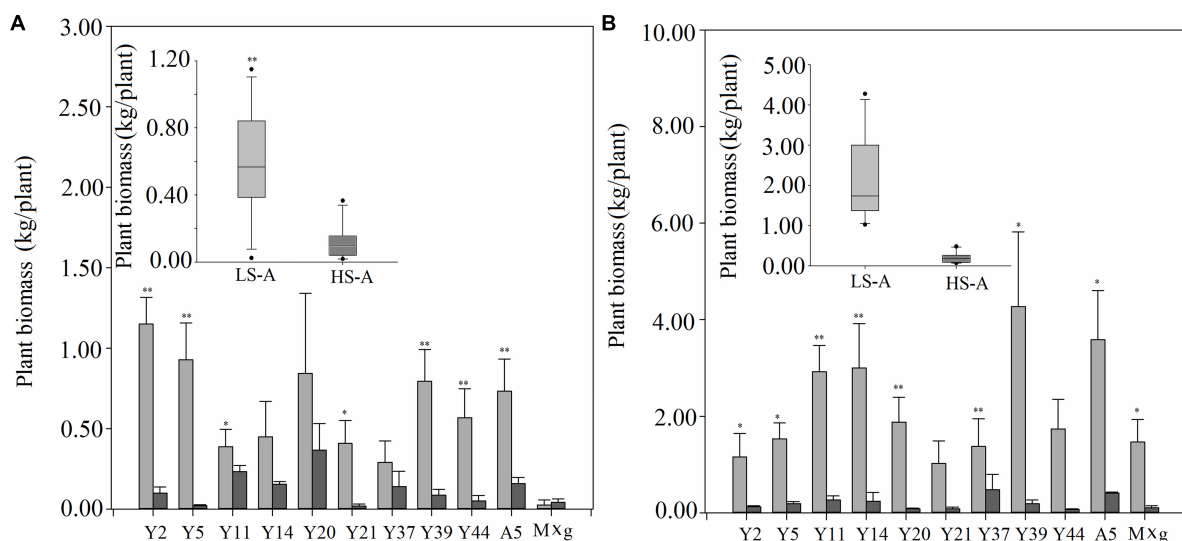 A
Plant biomass (kg/plant)
3.00
2.50
2.00
1.50
1.00
0.50
0.00
Plant biomass (kg/plant)
1.20
0.80
0.40
0.00
**
LS-A HS-A
** ** * * ** ** **
Y2 Y5 Y11 Y14 Y20 Y21 Y37 Y39 Y44 A5 Mxg
B
Plant biomass (kg/plant)
10.00
8.00
6.00
4.00
2.00
0.00
Plant biomass (kg/plant)
5.00
4.00
3.00
2.00
1.00
0.00
LS-A HS-A
* * ** ** ** ** * * *
Y2 Y5 Y11 Y14 Y20 Y21 Y37 Y39 Y44 A5 Mxg